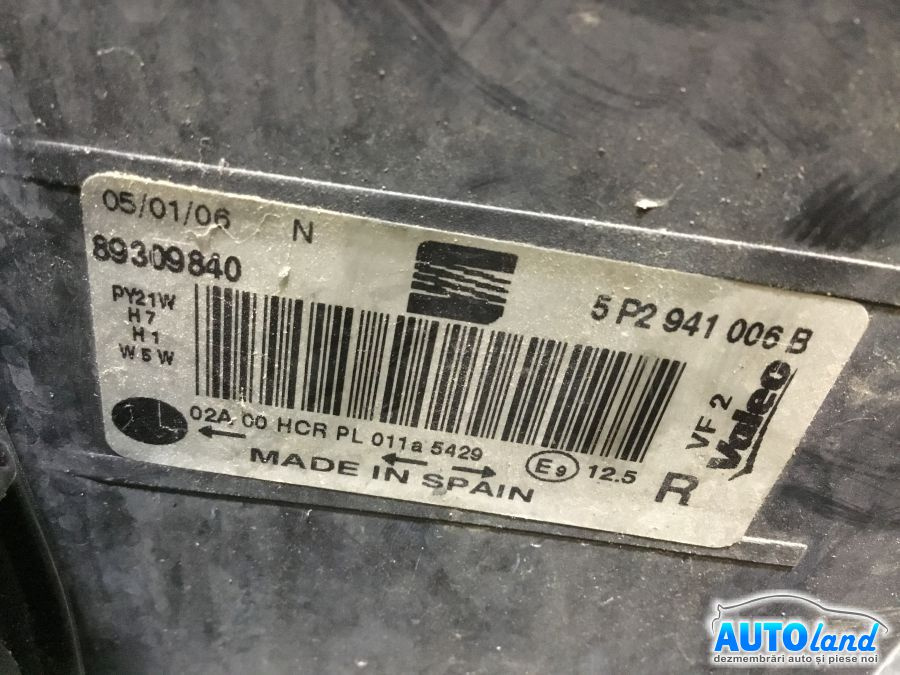 05/01/06 N
89309840
PY21W
H7
H1
W5W
5P2 941 006 B
VF 2
Valeo
02A 00 HCR PL 011a 5429
E9 12.5
R
MADE IN SPAIN
AUTOland
dezmembrări auto și piese noi